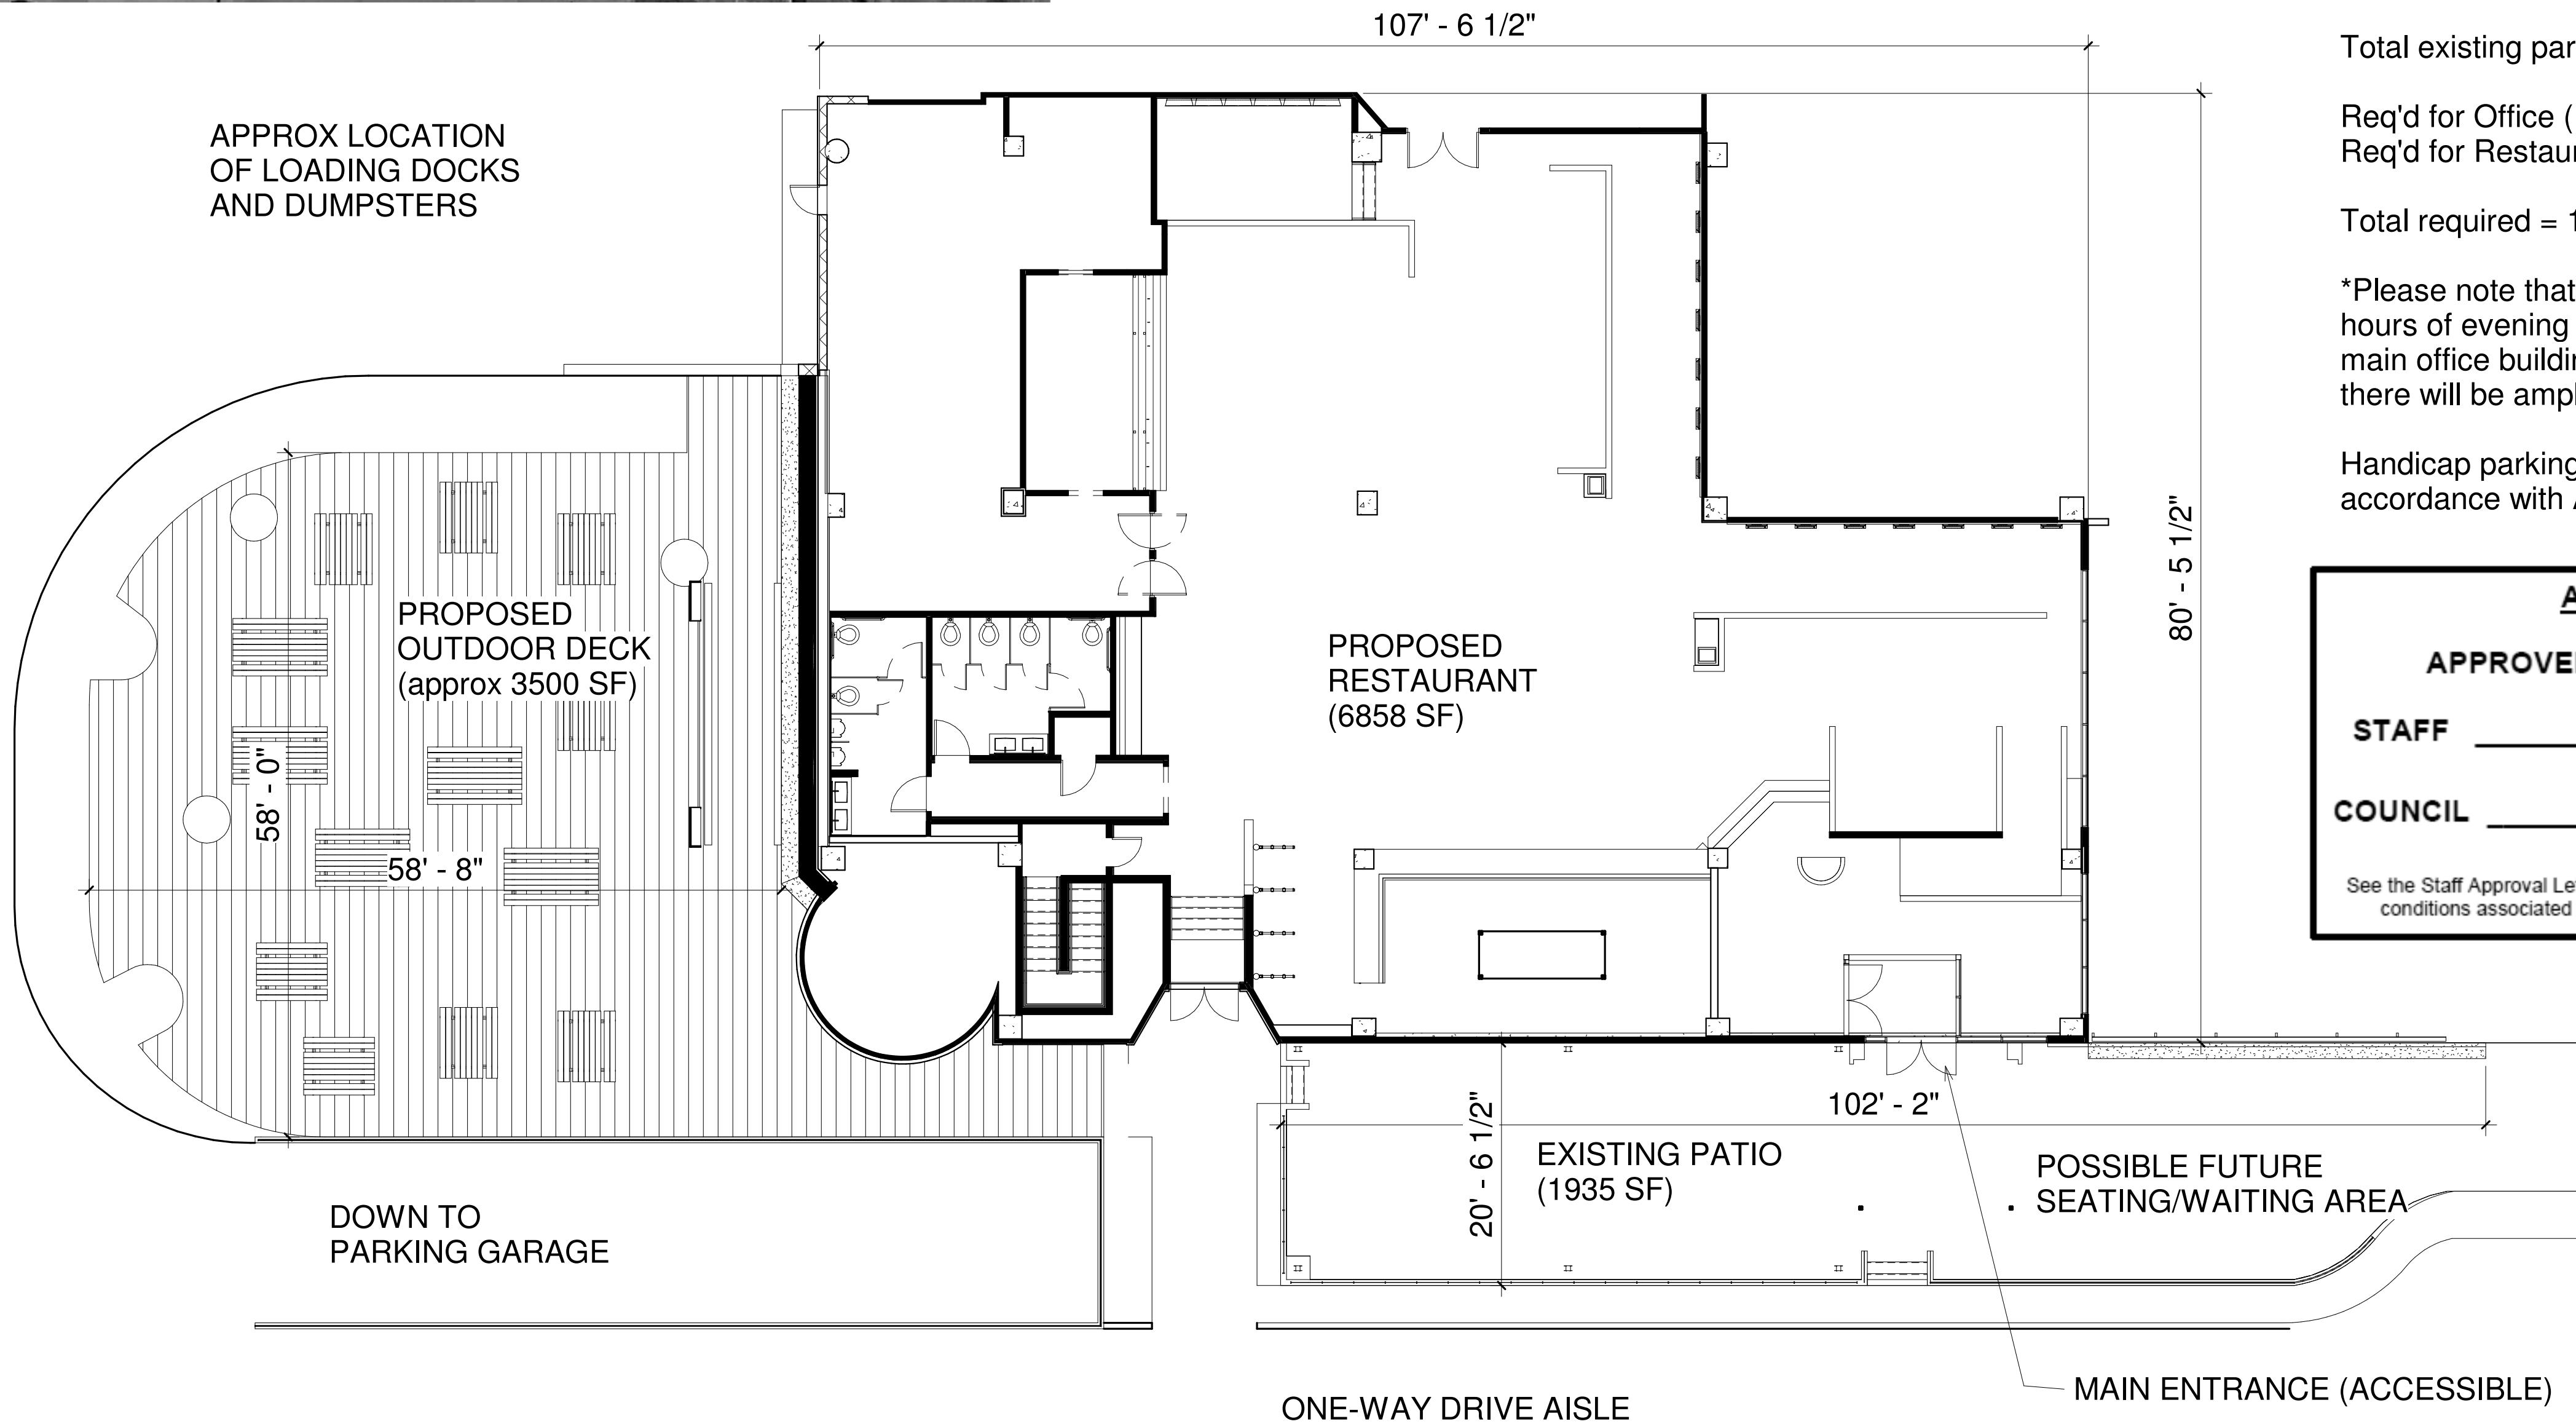 107' - 6 1/2"
APPROX LOCATION
OF LOADING DOCKS
AND DUMPSTERS
Total existing par
Req'd for Office (
Req'd for Restau
Total required =
*Please note that
hours of evening
main office buildin
there will be amp
Handicap parking
accordance with
80' - 5 1/2"
PROPOSED
OUTDOOR DECK
(approx 3500 SF)
58' - 0"
58' - 8"
PROPOSED
RESTAURANT
(6858 SF)
APPROVE
STAFF
COUNCIL
See the Staff Approval Le
conditions associated
102' - 2"
20' - 6 1/2"
EXISTING PATIO
(1935 SF)
POSSIBLE FUTURE
SEATING/WAITING AREA
DOWN TO
PARKING GARAGE
MAIN ENTRANCE (ACCESSIBLE)
ONE-WAY DRIVE AISLE